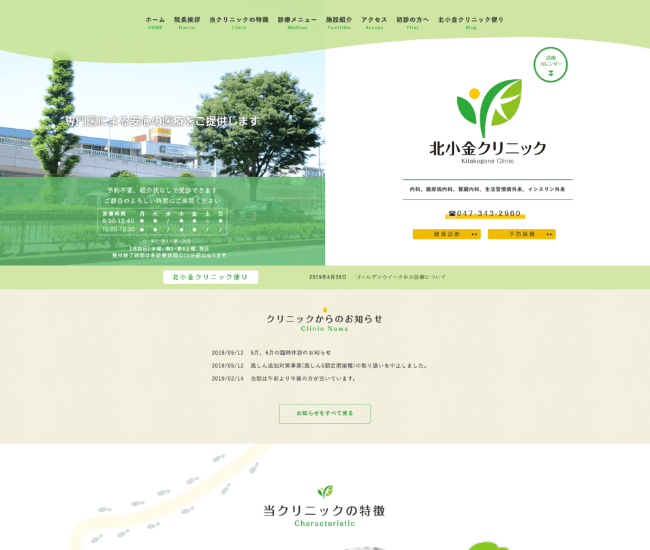 ホーム 院長挨拶 当クリニックの特徴 診療メニュー 施設紹介 アクセス 初診の方へ 北小金クリニック便り
HOME Doctor Clinic Medical Facilities Access First Blog
診療
カレンダー
専門医による安心の医療をご提供します
北小金クリニック
Kitakogane Clinic
予約不要、紹介状なしで受診できます
ご都合のよろしい時間にご来院ください
内科、糖尿病内科、腎臓内科、生活習慣病外来、インスリン外来
診療時間 月 火 水 木 金 土 日
9:30-12:40
15:00-18:30
☎047-343-2960
健康診断
予防接種
受付終了時間は各診療時間の10分前になります
北小金クリニック便り
2019年4月20日 ゴールデンウイーク中の診療について
クリニックからのお知らせ
Clinic News
2019/05/12 5月、6月の臨時休診のお知らせ
2019/05/12 風しん追加対策事業(風しん5期定期接種)の取り扱いを中止しました。
2019/02/14 当院は午前より午後の方が空いています。
お知らせをすべて見る
当クリニックの特徴
Characteristic